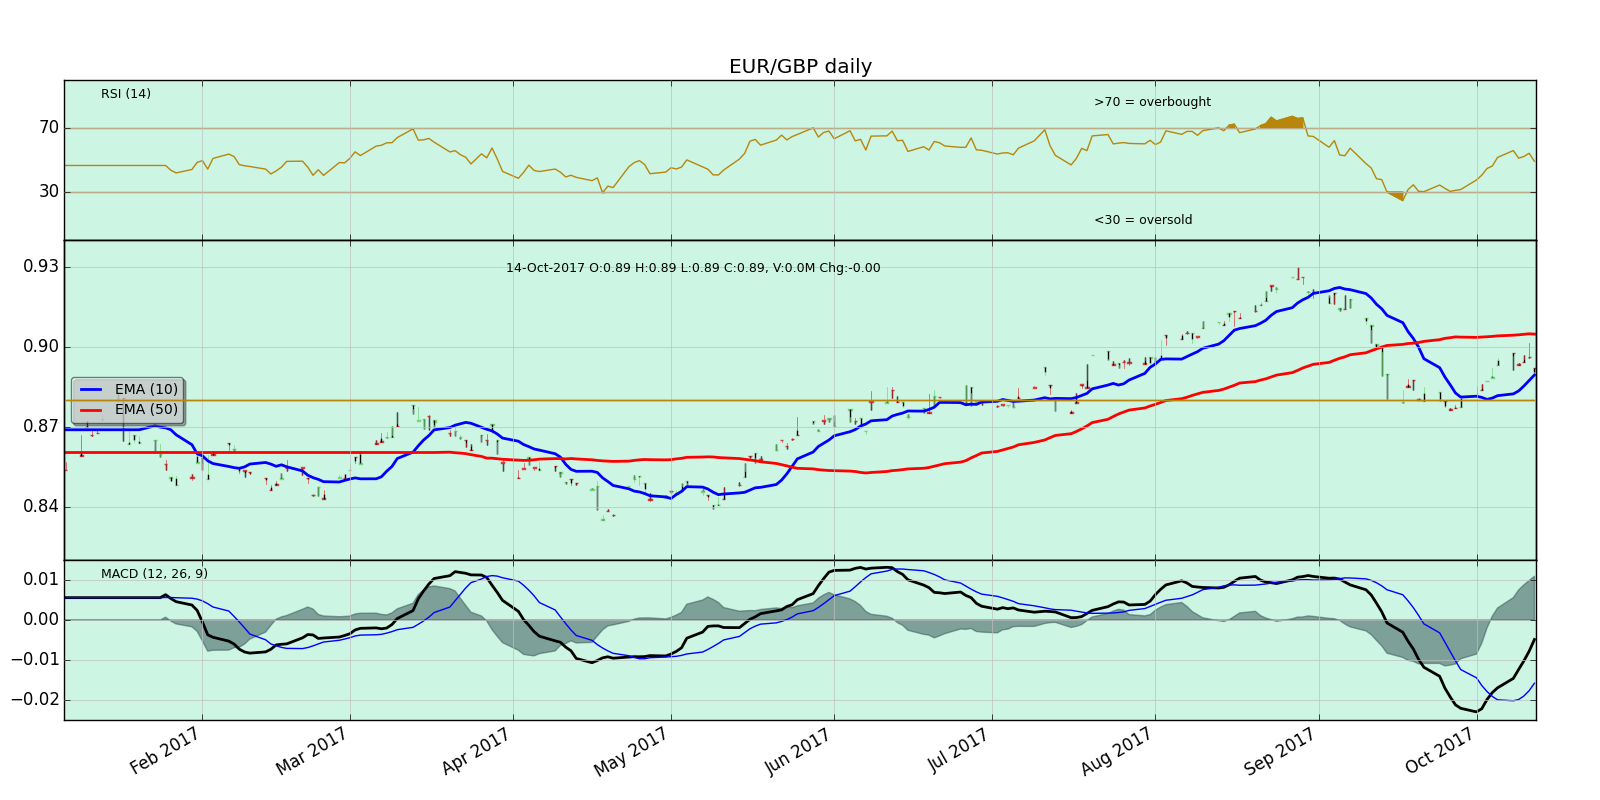 EUR/GBP daily
RSI (14)
>70 = overbought
70
30
<30 = oversold
0.93
14-Oct-2017 O:0.89 H:0.89 L:0.89 C:0.89, V:0.0M Chg:-0.00
0.90
EMA (10)
EMA (50)
0.87
0.84
MACD (12, 26, 9)
0.01
0.00
−0.01
−0.02
Feb 2017
Mar 2017
Apr 2017
May 2017
Jun 2017
Jul 2017
Aug 2017
Sep 2017
Oct 2017